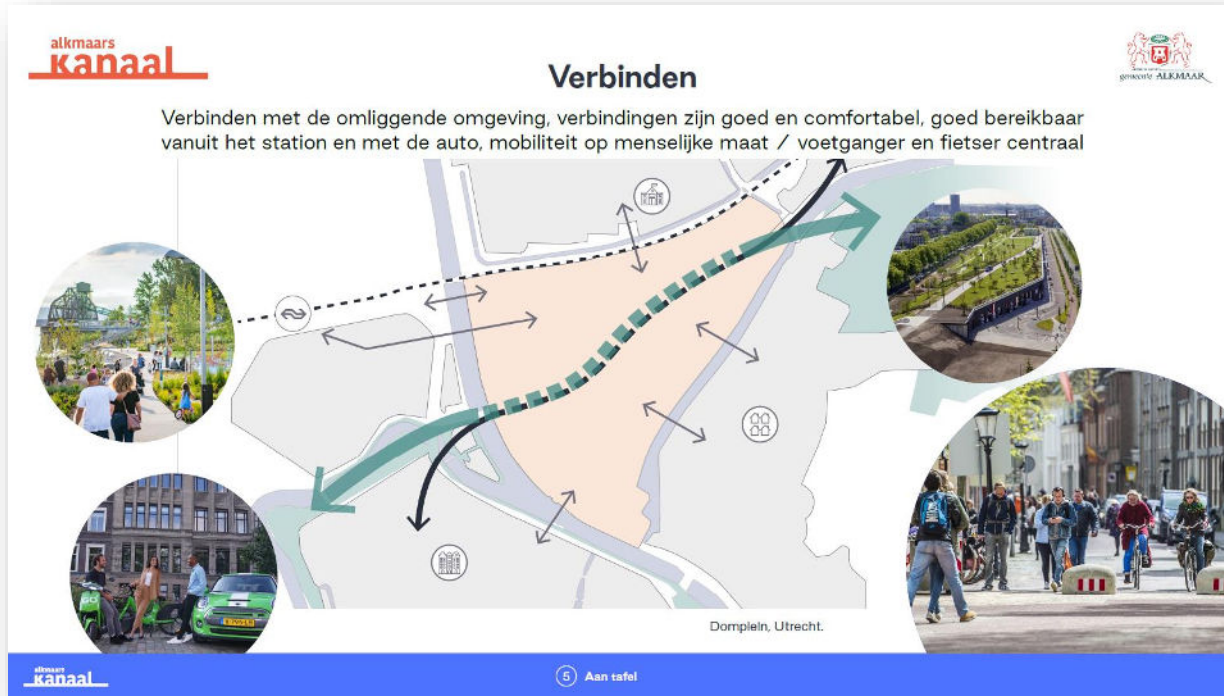 alkmaars
kanaal
gemeente ALKMAAR
Verbinden
Verbinden met de omliggende omgeving, verbindingen zijn goed en comfortabel, goed bereikbaar
vanuit het station en met de auto, mobiliteit op menselijke maat / voetganger en fietser centraal
Domplein, Utrecht.
alkmaars
kanaal
5 Aan tafel